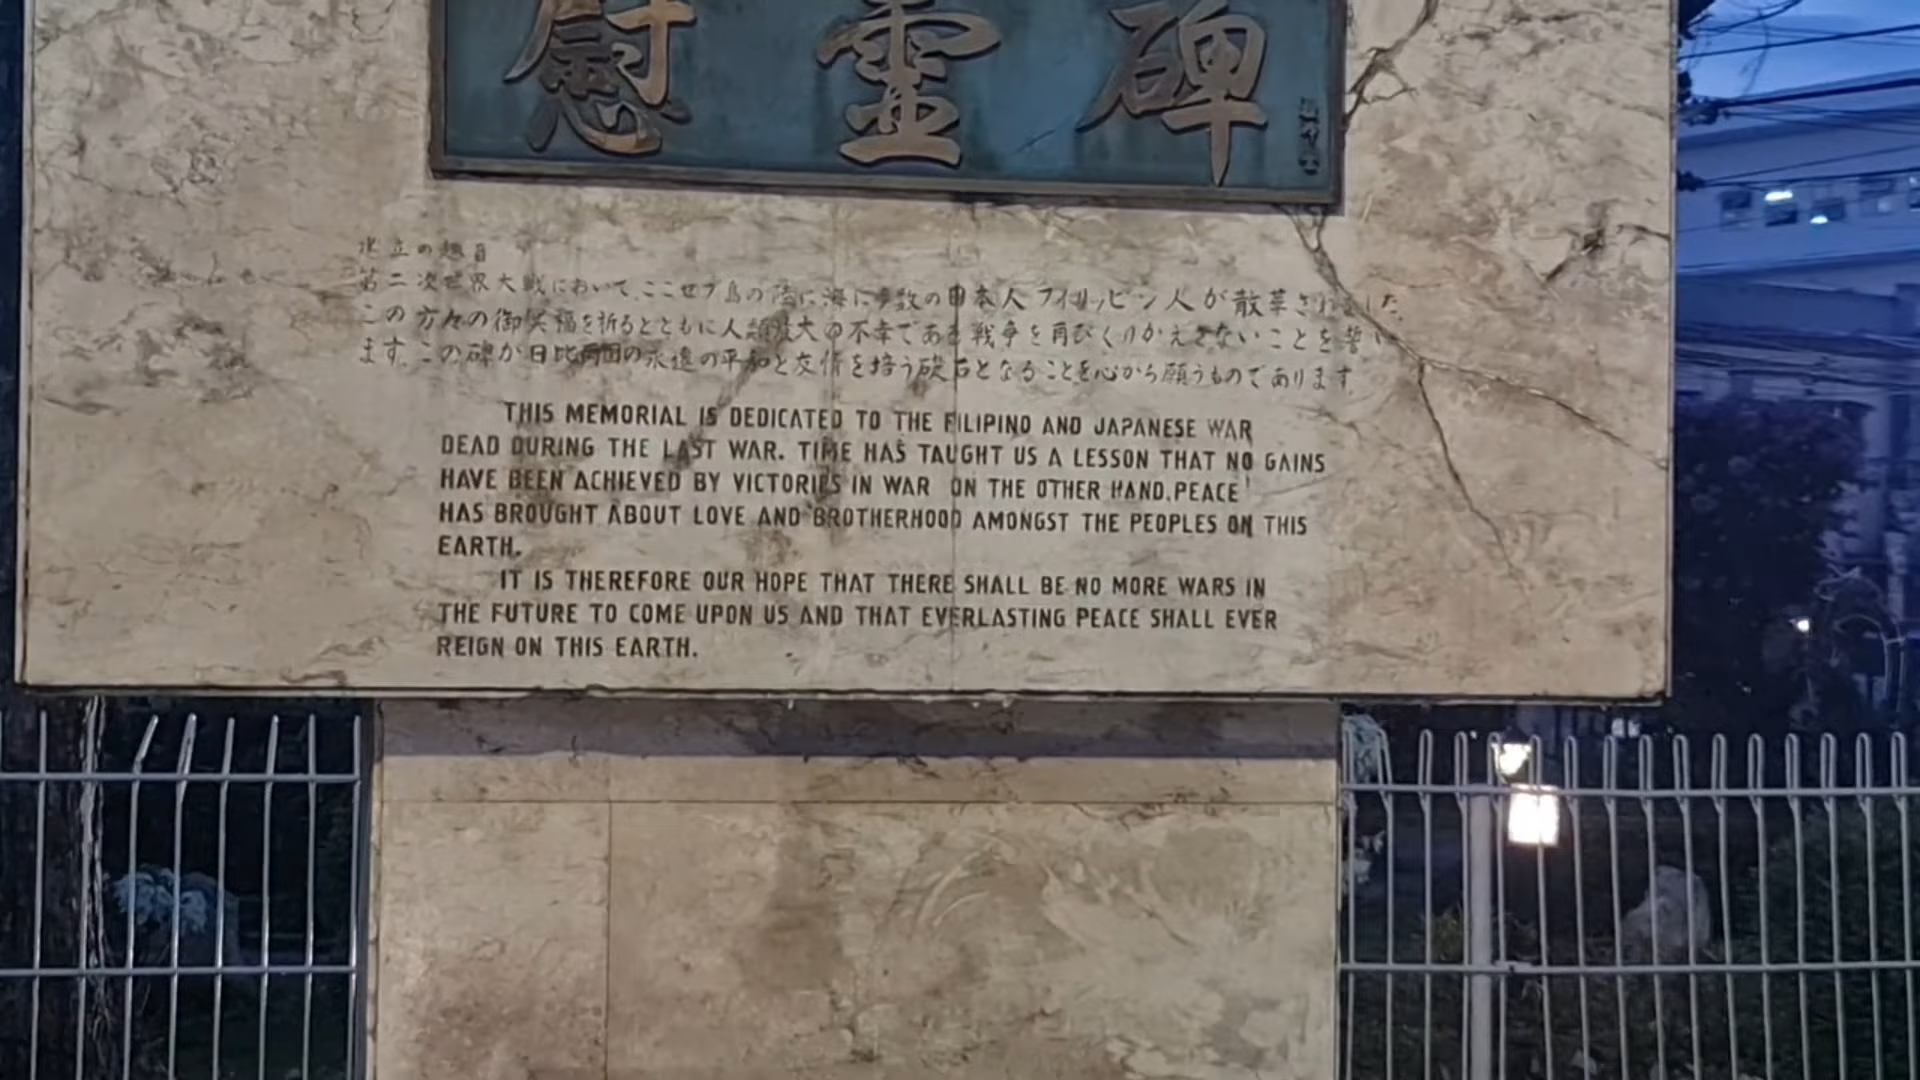 慰霊碑
建立の趣旨
第二次世界大戦において、ここセブ島の陸に海に多数の日本人フィリッピン人が散華されました。
この方々の御冥福を祈るとともに人類最大の不幸である戦争を再びくりかえさないことを誓い
ます。この碑が日比両国の永遠の平和と友情を培う礎石となることを心から願うものであります。
THIS MEMORIAL IS DEDICATED TO THE FILIPINO AND JAPANESE WAR
DEAD DURING THE LAST WAR. TIME HAS TAUGHT US A LESSON THAT NO GAINS
HAVE BEEN ACHIEVED BY VICTORIES IN WAR ON THE OTHER HAND, PEACE
HAS BROUGHT ABOUT LOVE AND BROTHERHOOD AMONGST THE PEOPLES ON THIS
EARTH.
IT IS THEREFORE OUR HOPE THAT THERE SHALL BE NO MORE WARS IN
THE FUTURE TO COME UPON US AND THAT EVERLASTING PEACE SHALL EVER
REIGN ON THIS EARTH.